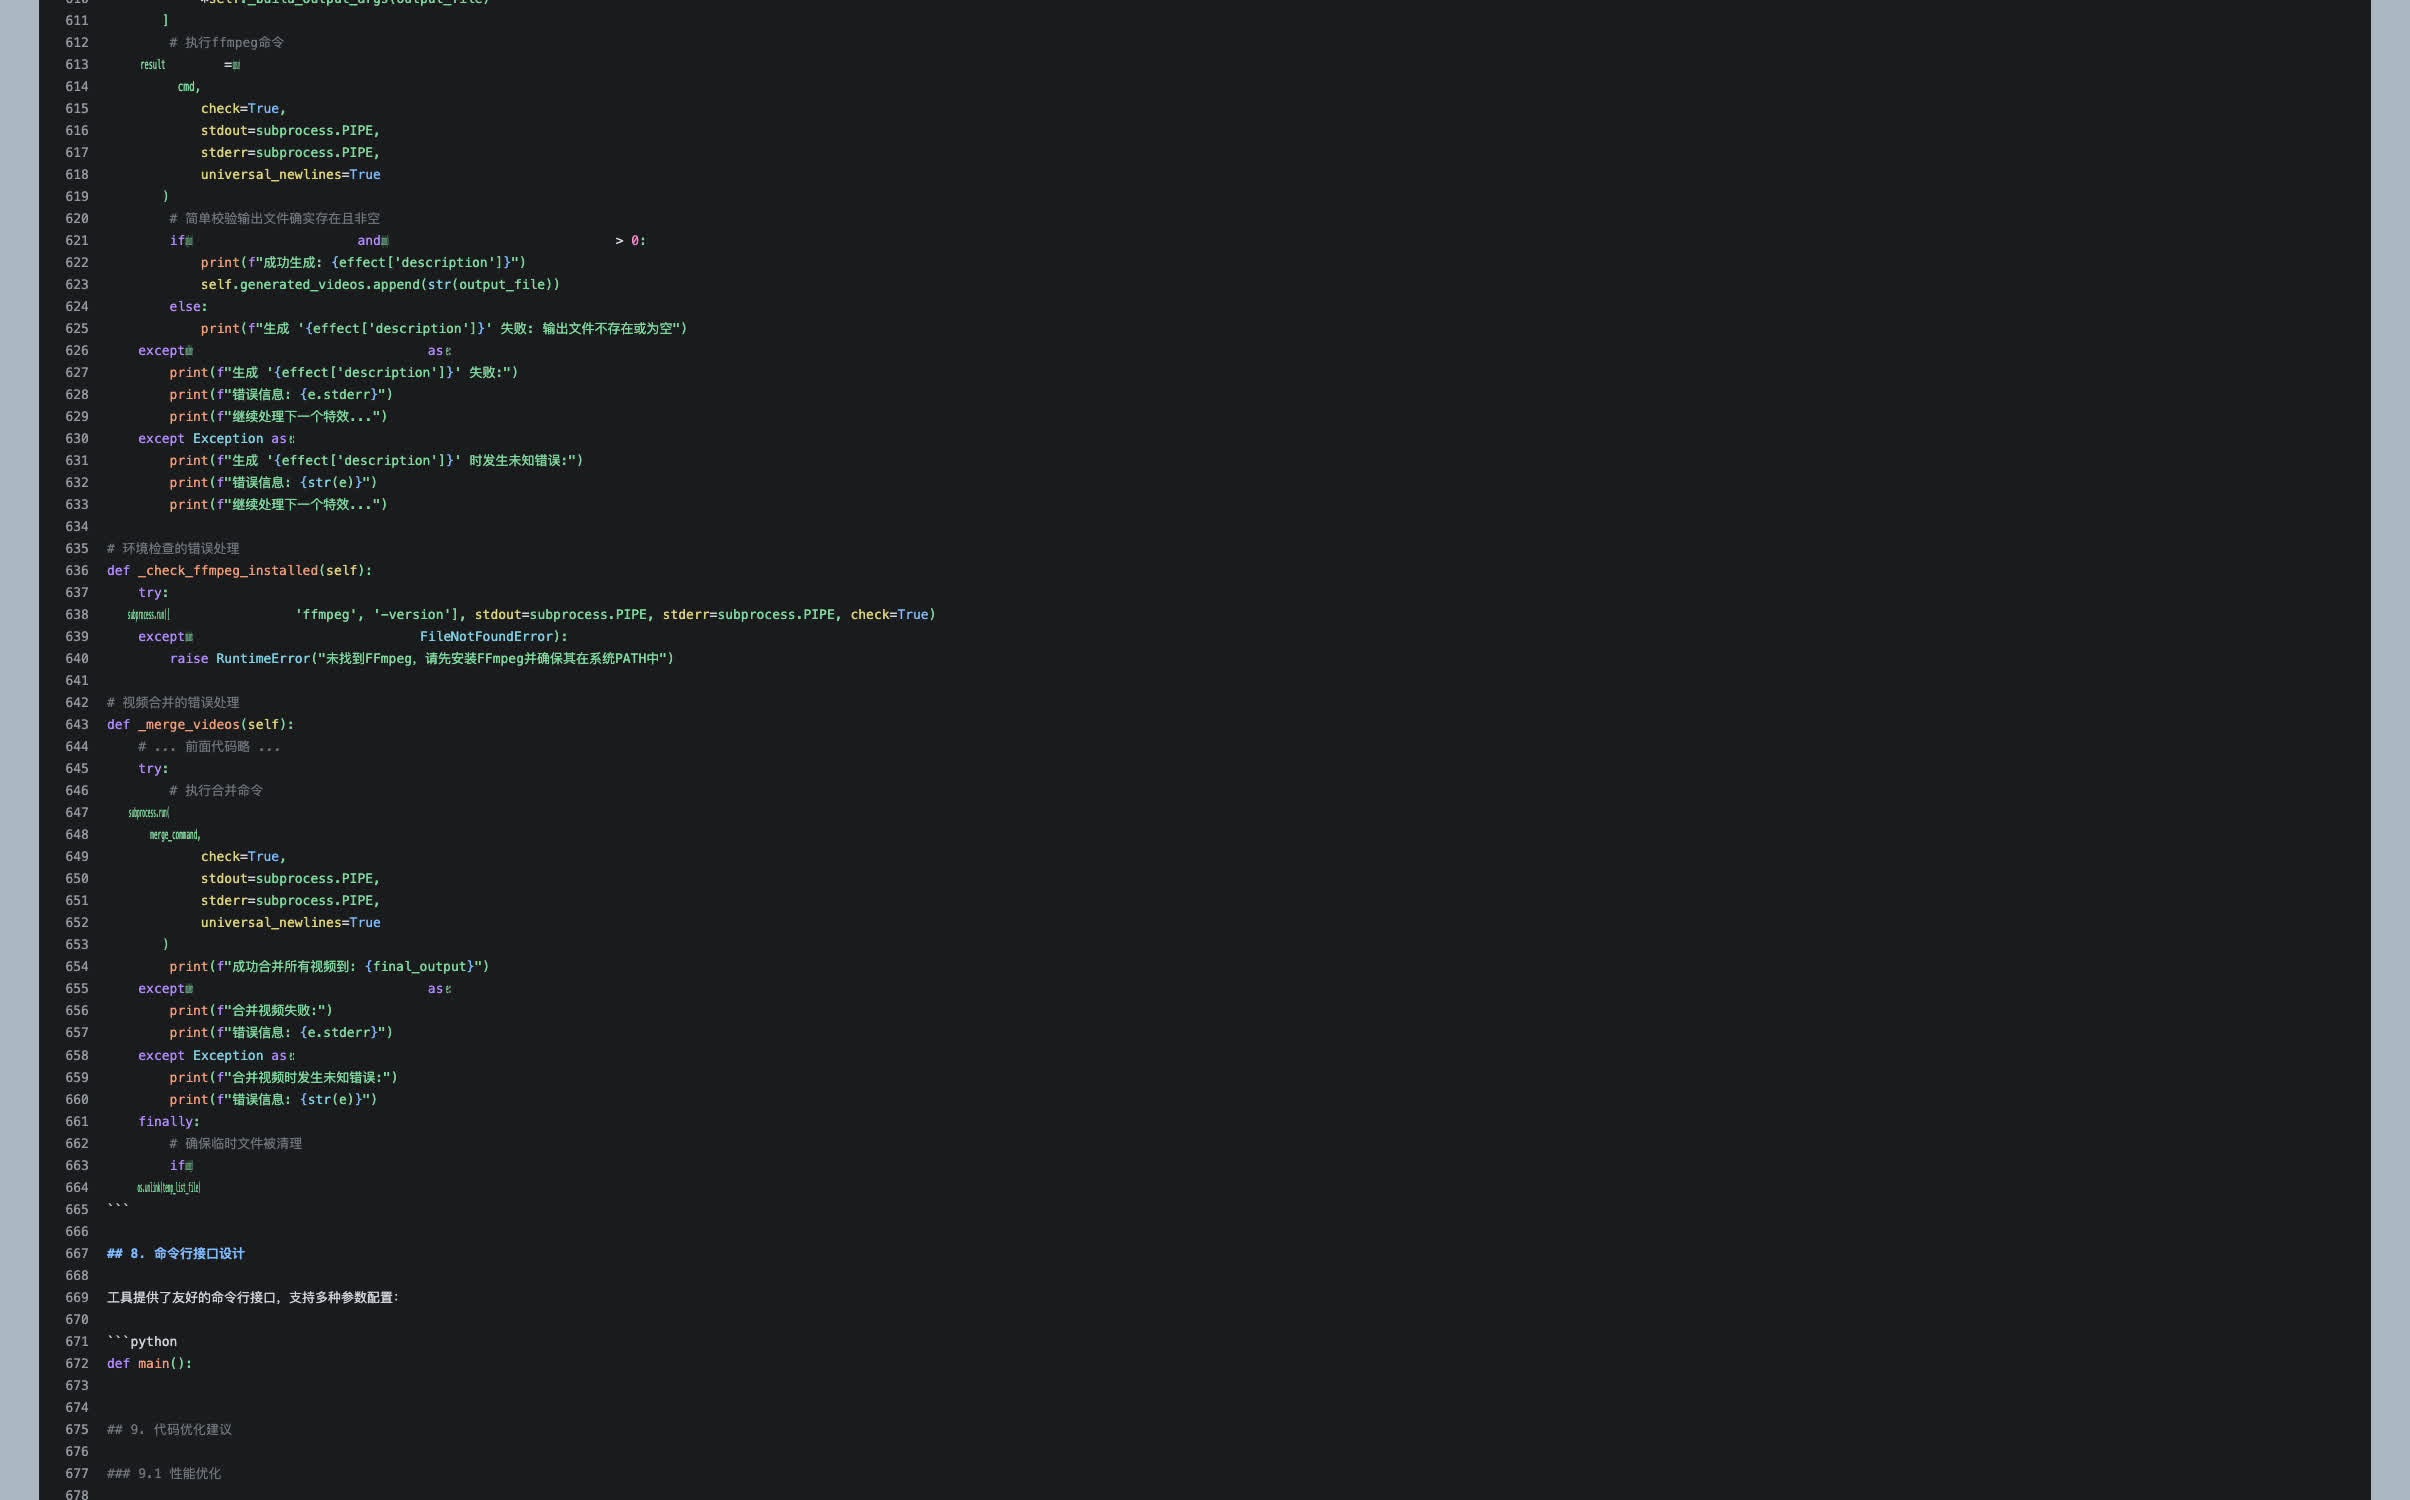 611 ]
612 # 执行ffmpeg命令
613 result =
614 cmd,
615 check=True,
616 stdout=subprocess.PIPE,
617 stderr=subprocess.PIPE,
618 universal_newlines=True
619 )
620 # 简单校验输出文件确实存在且非空
621 if and > 0:
622 print(f"成功生成: {effect['description']}")
623 self.generated_videos.append(str(output_file))
624 else:
625 print(f"生成 '{effect['description']}' 失败: 输出文件不存在或为空")
626 except as
627 print(f"生成 '{effect['description']}' 失败:")
628 print(f"错误信息: {e.stderr}")
629 print(f"继续处理下一个特效...")
630 except Exception as
631 print(f"生成 '{effect['description']}' 时发生未知错误:")
632 print(f"错误信息: {str(e)}")
633 print(f"继续处理下一个特效...")
634
635 # 环境检查的错误处理
636 def _check_ffmpeg_installed(self):
637 try:
638 subprocess.run([ 'ffmpeg', '-version'], stdout=subprocess.PIPE, stderr=subprocess.PIPE, check=True)
639 except FileNotFoundError):
640 raise RuntimeError("未找到FFmpeg，请先安装FFmpeg并确保其在系统PATH中")
641
642 # 视频合并的错误处理
643 def _merge_videos(self):
644 # ... 前面代码略 ...
645 try:
646 # 执行合并命令
647 subprocess.run(
648 merge_command,
649 check=True,
650 stdout=subprocess.PIPE,
651 stderr=subprocess.PIPE,
652 universal_newlines=True
653 )
654 print(f"成功合并所有视频到: {final_output}")
655 except as
656 print(f"合并视频失败:")
657 print(f"错误信息: {e.stderr}")
658 except Exception as
659 print(f"合并视频时发生未知错误:")
660 print(f"错误信息: {str(e)}")
661 finally:
662 # 确保临时文件被清理
663 if
664 os.unlink(temp_list_file)
665 ```
666
667 ## 8. 命令行接口设计
668
669 工具提供了友好的命令行接口，支持多种参数配置：
670
671 ```python
672 def main():
673
674
675 ## 9. 代码优化建议
676
677 ### 9.1 性能优化
678